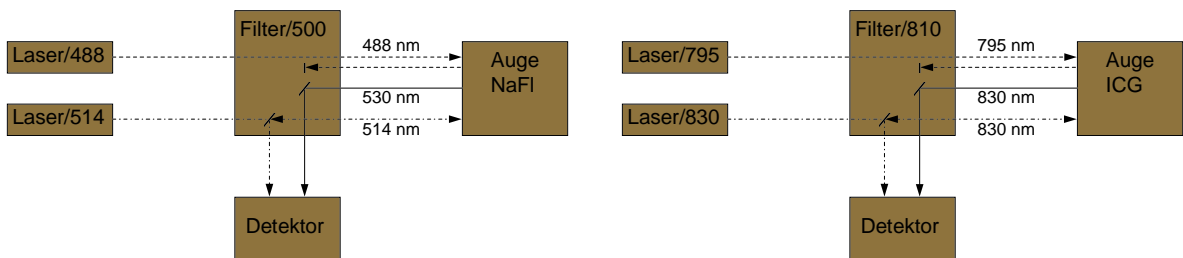 Filter/500
Laser/488
488 nm
Auge
NaFl
530 nm
Laser/514
514 nm
Detektor
Filter/810
Laser/795
795 nm
Auge
ICG
830 nm
Laser/830
830 nm
Detektor